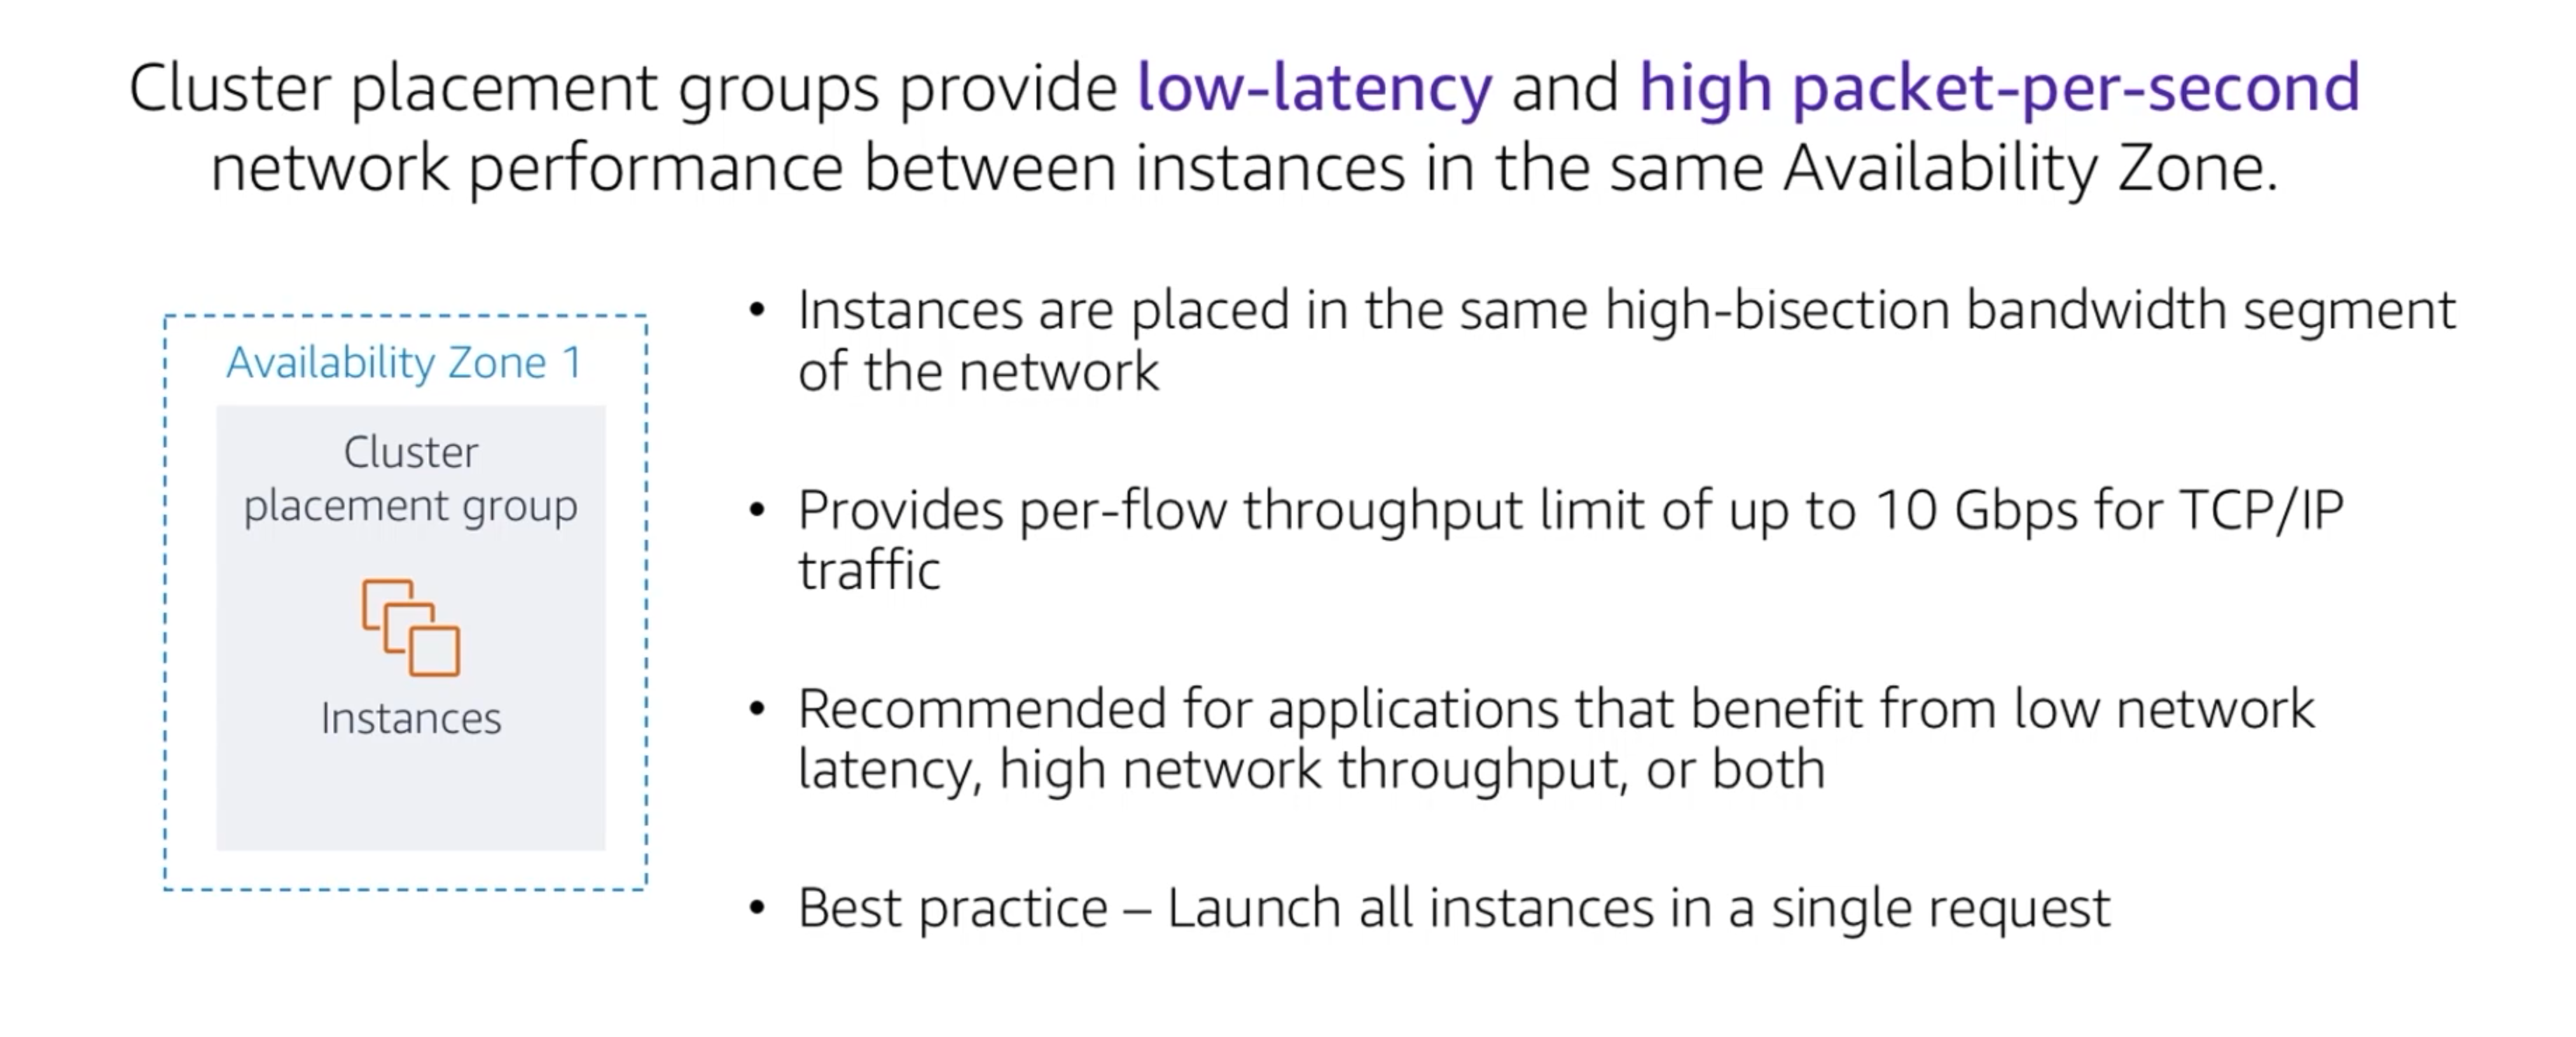 Cluster placement groups provide low-latency and high packet-per-second
network performance between instances in the same Availability Zone.
Availability Zone 1
Cluster
placement group
Instances
• Instances are placed in the same high-bisection bandwidth segment
of the network
• Provides per-flow throughput limit of up to 10 Gbps for TCP/IP
traffic
• Recommended for applications that benefit from low network
latency, high network throughput, or both
• Best practice – Launch all instances in a single request